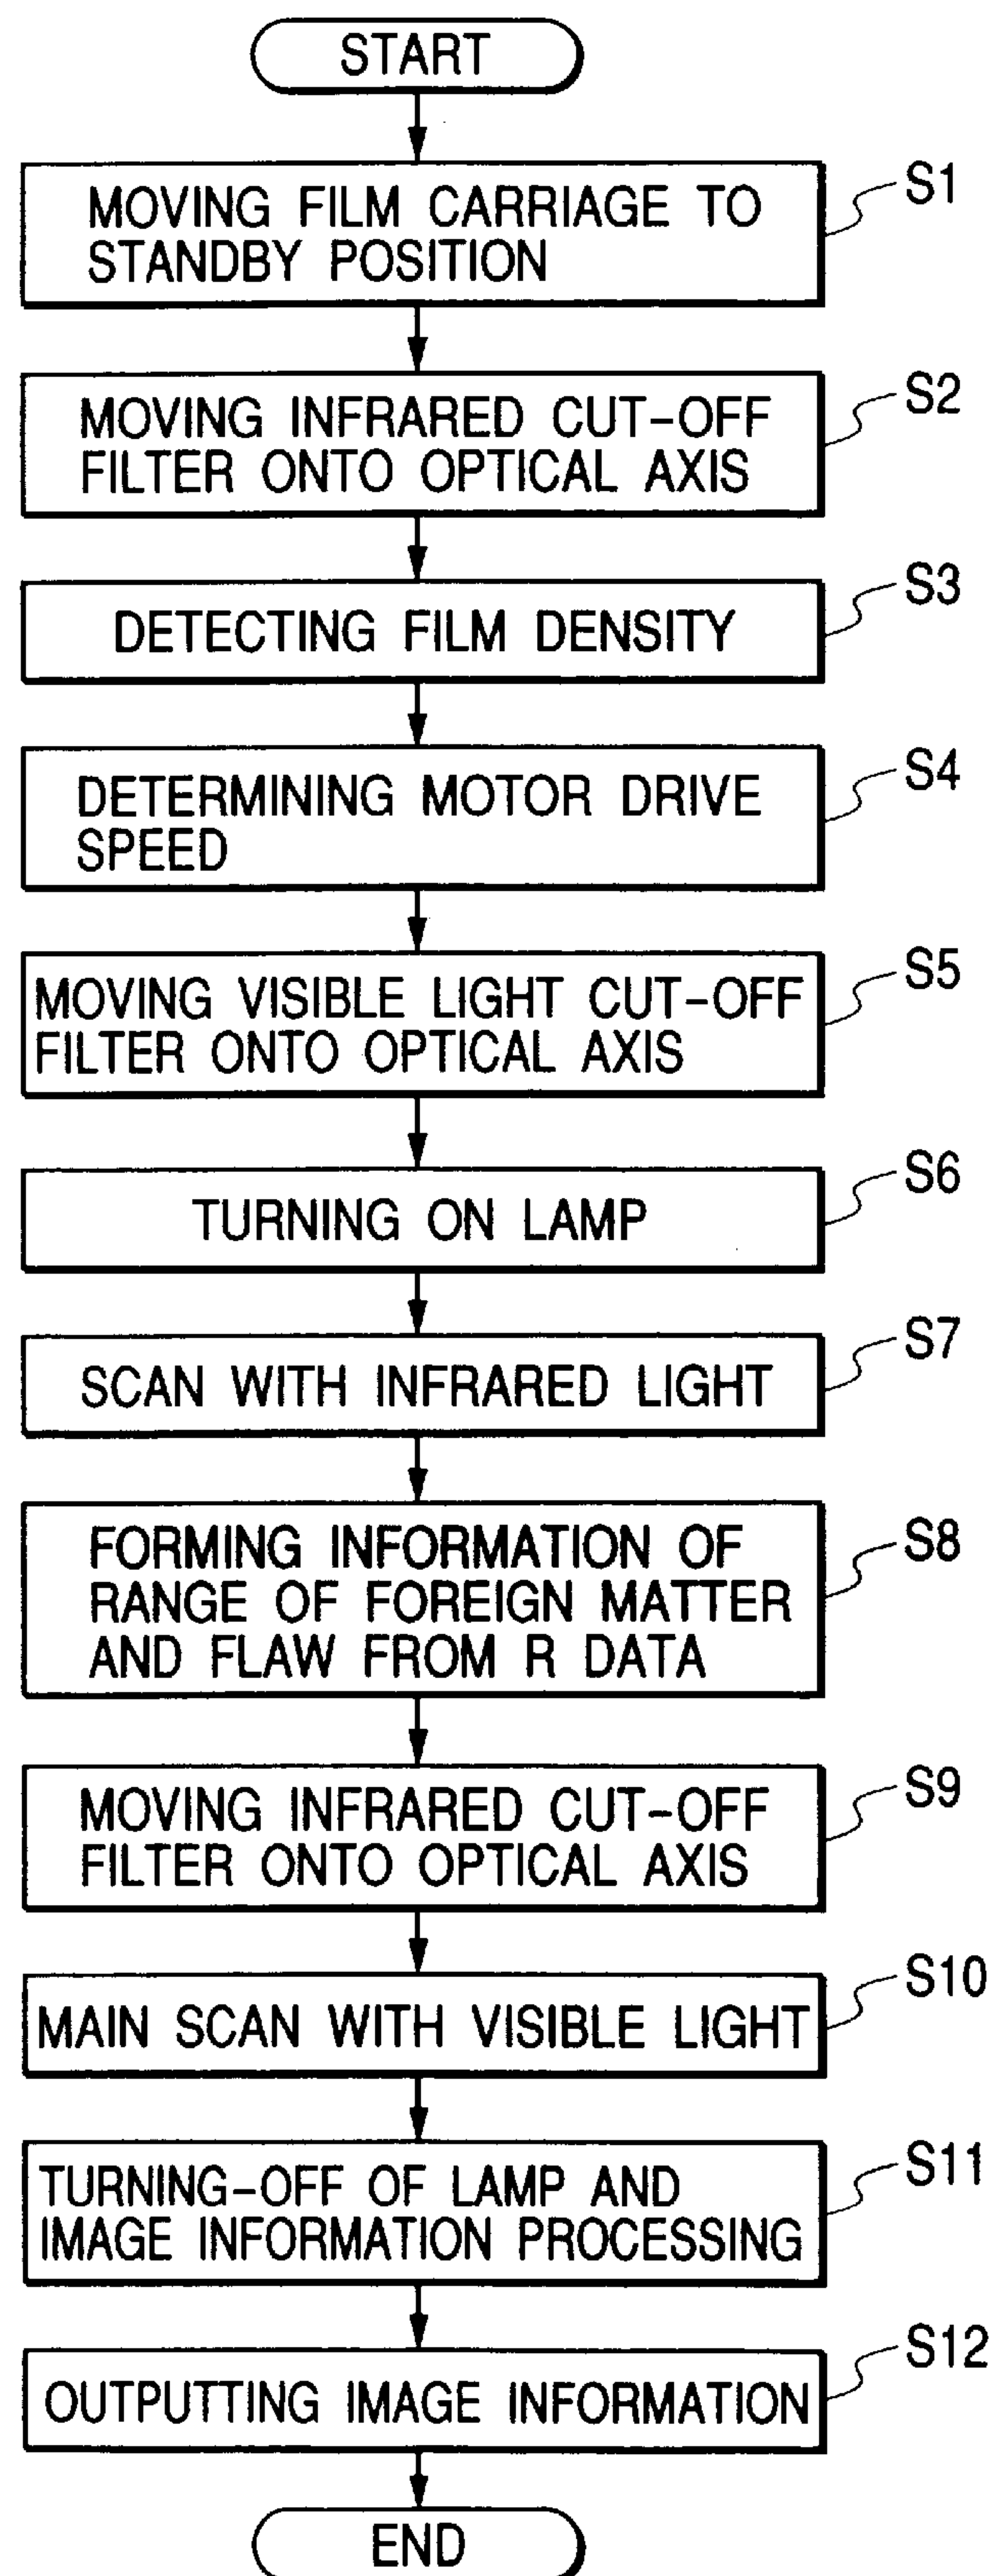 START
MOVING FILM CARRIAGE TO
STANDBY POSITION
S1
MOVING INFRARED CUT-OFF
FILTER ONTO OPTICAL AXIS
S2
DETECTING FILM DENSITY
S3
DETERMINING MOTOR DRIVE
SPEED
S4
MOVING VISIBLE LIGHT CUT-OFF
FILTER ONTO OPTICAL AXIS
S5
TURNING ON LAMP
S6
SCAN WITH INFRARED LIGHT
S7
FORMING INFORMATION OF
RANGE OF FOREIGN MATTER
AND FLAW FROM R DATA
S8
MOVING INFRARED CUT-OFF
FILTER ONTO OPTICAL AXIS
S9
MAIN SCAN WITH VISIBLE LIGHT
S10
TURNING-OFF OF LAMP AND
IMAGE INFORMATION PROCESSING
S11
OUTPUTTING IMAGE INFORMATION
S12
END